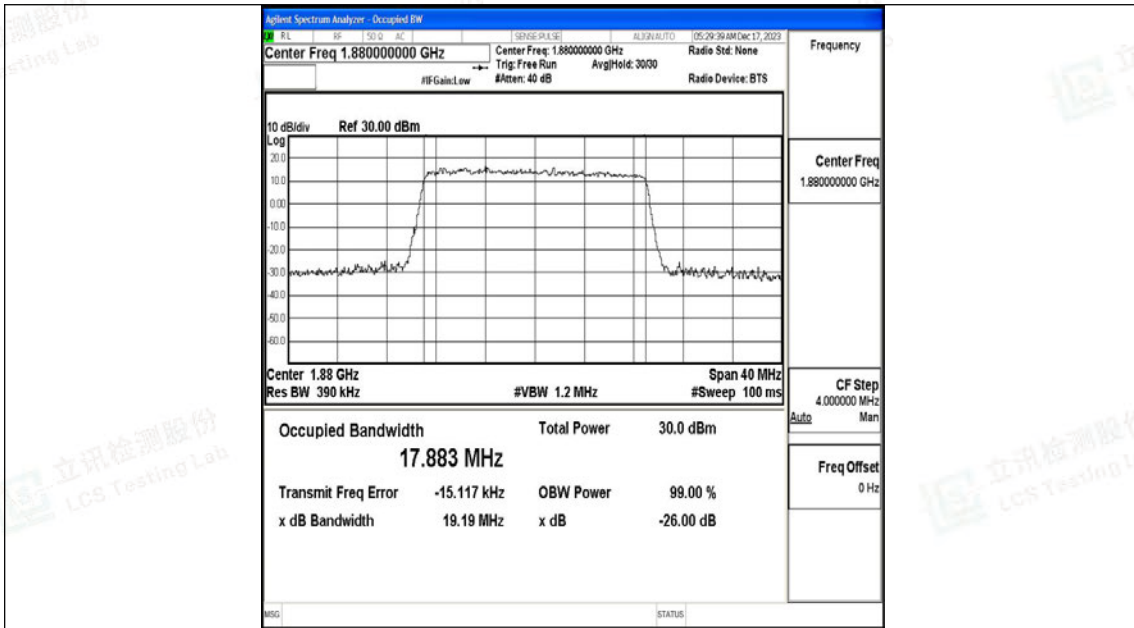 Agilent Spectrum Analyzer - Occupied BW
RL RF 50 Ω AC SENSE:PULSE ALIGNAUTO 05:29:39 AM Dec 17, 2023
Center Freq 1.880000000 GHz
Center Freq: 1.880000000 GHz Radio Std: None
Trig: Free Run Avg|Hold: 30/30
#IFGain:Low #Atten: 40 dB Radio Device: BTS
Frequency
10 dB/div Ref 30.00 dBm
Log
20.0
10.0
0.00
-10.0
-20.0
-30.0
-40.0
-50.0
-60.0
Center 1.88 GHz Span 40 MHz
Res BW 390 kHz #VBW 1.2 MHz #Sweep 100 ms
Center Freq
1.880000000 GHz
CF Step
4.000000 MHz
Auto Man
Freq Offset
0 Hz
Occupied Bandwidth Total Power 30.0 dBm
17.883 MHz
Transmit Freq Error -15.117 kHz OBW Power 99.00 %
x dB Bandwidth 19.19 MHz x dB -26.00 dB
MSG STATUS
立讯检测股份
LCS Testing Lab
立讯检测股份
LCS Testing